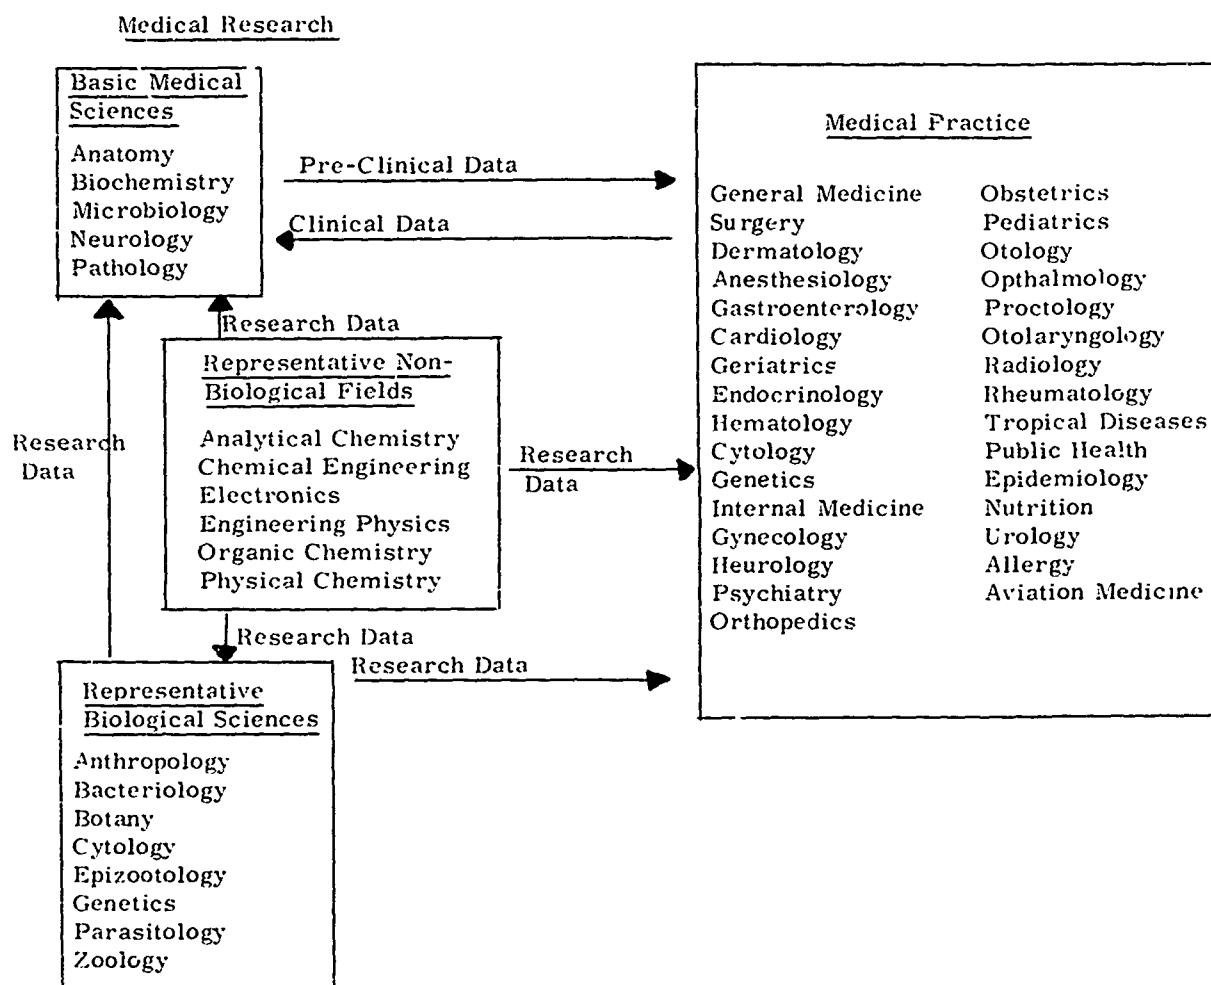 Medical Research
Basic Medical
Sciences
Anatomy
Biochemistry
Microbiology
Neurology
Pathology
Pre-Clinical Data
Clinical Data
Research Data
Representative Non-
Biological Fields
Analytical Chemistry
Chemical Engineering
Electronics
Engineering Physics
Organic Chemistry
Physical Chemistry
Research
Data
Research
Data
Research Data
Research Data
Representative
Biological Sciences
Anthropology
Bacteriology
Botany
Cytology
Epizootology
Genetics
Parasitology
Zoology
Medical Practice
General Medicine
Surgery
Dermatology
Anesthesiology
Gastroenterology
Cardiology
Geriatrics
Endocrinology
Hematology
Cytology
Genetics
Internal Medicine
Gynecology
Heurology
Psychiatry
Orthopedics
Obstetrics
Pediatrics
Otology
Opthalmology
Proctology
Otolaryngology
Radiology
Rheumatology
Tropical Diseases
Public Health
Epidemiology
Nutrition
Urology
Allergy
Aviation Medicine